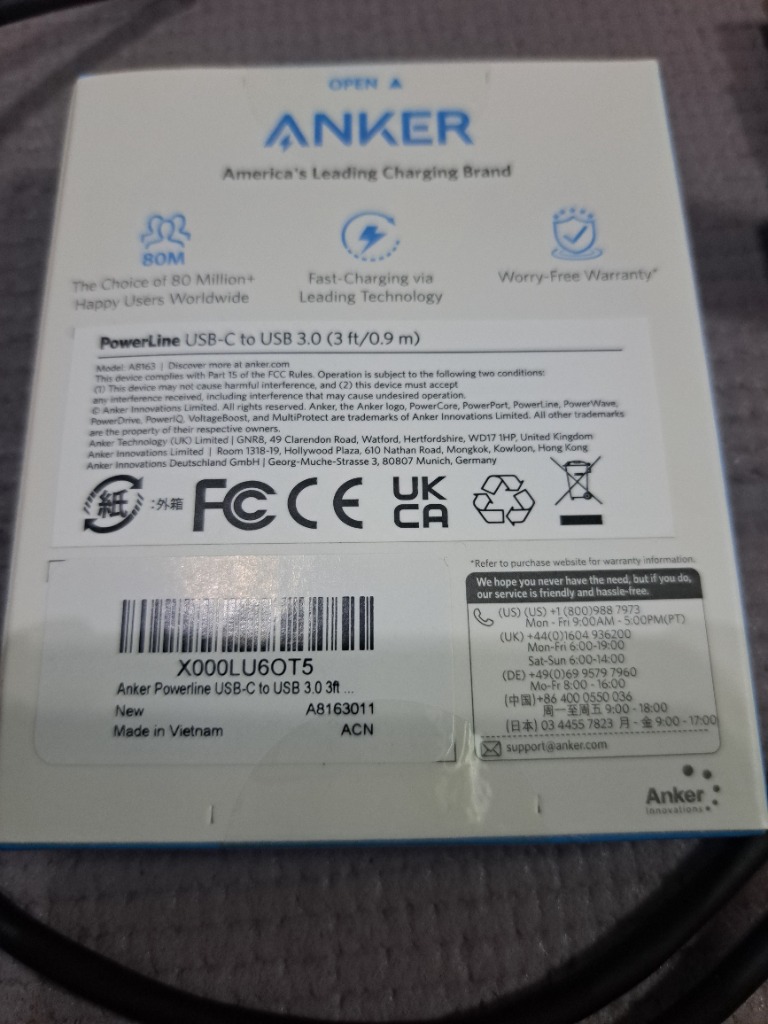 OPEN
ANKER
America's Leading Charging Brand
80M
The Choice of 80 Million+
Happy Users Worldwide
Fast-Charging via
Leading Technology
Worry-Free Warranty*
PowerLine USB-C to USB 3.0 (3 ft/0.9 m)
Model: A8163 | Discover more at anker.com
This device complies with Part 15 of the FCC Rules. Operation is subject to the following two conditions:
(1) This device may not cause harmful interference, and (2) this device must accept
any interference received, including interference that may cause undesired operation.
© Anker Innovations Limited. All rights reserved. Anker, the Anker logo, PowerCore, PowerPort, PowerLine, PowerWave,
PowerDrive, PowerIQ, VoltageBoost, and MultiProtect are trademarks of Anker Innovations Limited. All other trademarks
are the property of their respective owners.
Anker Technology (UK) Limited | GNR8, 49 Clarendon Road, Watford, Hertfordshire, WD17 1HP, United Kingdom
Anker Innovations Limited | Room 1318-19, Hollywood Plaza, 610 Nathan Road, Mongkok, Kowloon, Hong Kong
Anker Innovations Deutschland GmbH | Georg-Muche-Strasse 3, 80807 Munich, Germany
紙 :外箱 FC CE UK
CA
X000LU6OT5
Anker Powerline USB-C to USB 3.0 3ft ...
New A8163011
Made in Vietnam ACN
*Refer to purchase website for warranty information.
We hope you never have the need, but if you do,
our service is friendly and hassle-free.
(US) (US) +1 (800)988 7973
Mon - Fri 9:00AM - 5:00PM(PT)
(UK) +44(0)1604 936200
Mon-Fri 6:00-19:00
Sat-Sun 6:00-14:00
(DE) +49(0)69 9579 7960
Mo-Fr 8:00 - 16:00
(中国)+86 400 0550 036
周一至周五 9:00 - 18:00
(日本) 03 4455 7823 月 - 金 9:00 - 17:00
support@anker.com
Anker
Innovations